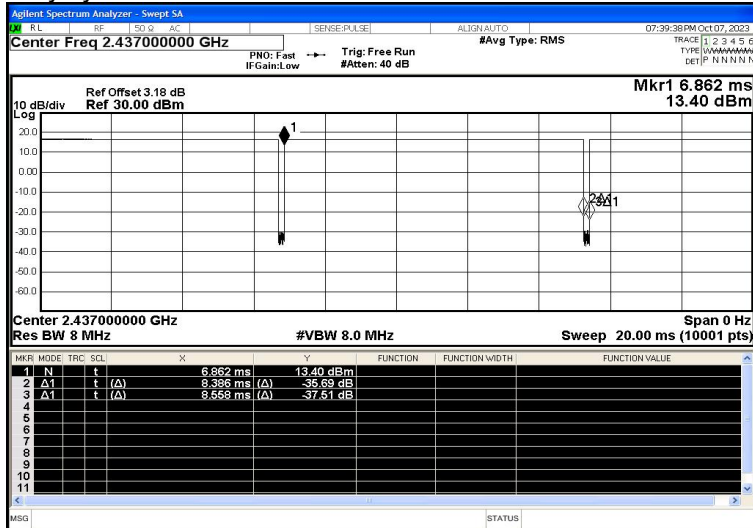 Agilent Spectrum Analyzer - Swept SA
LXI RL RF 50 Ω AC SENSE:PULSE ALIGN AUTO 07:39:38 PM Oct 07, 2023
Center Freq 2.437000000 GHz
PNO: Fast Trig: Free Run
IFGain:Low #Atten: 40 dB
#Avg Type: RMS
TRACE 1 2 3 4 5 6
TYPE WWWWWW
DET P N N N N N
Mkr1 6.862 ms
13.40 dBm
Ref Offset 3.18 dB
10 dB/div Ref 30.00 dBm
Log
1
20.0
10.0
0.00
-10.0
2Δ1
3Δ1
-20.0
-30.0
-40.0
-50.0
-60.0
Center 2.437000000 GHz Span 0 Hz
Res BW 8 MHz #VBW 8.0 MHz Sweep 20.00 ms (10001 pts)
MKR MODE TRC SCL X Y FUNCTION FUNCTION WIDTH FUNCTION VALUE
1 N t 6.862 ms 13.40 dBm
2 Δ1 t (Δ) 8.386 ms (Δ) -35.69 dB
3 Δ1 t (Δ) 8.558 ms (Δ) -37.51 dB
4
5
6
7
8
9
10
11
MSG STATUS